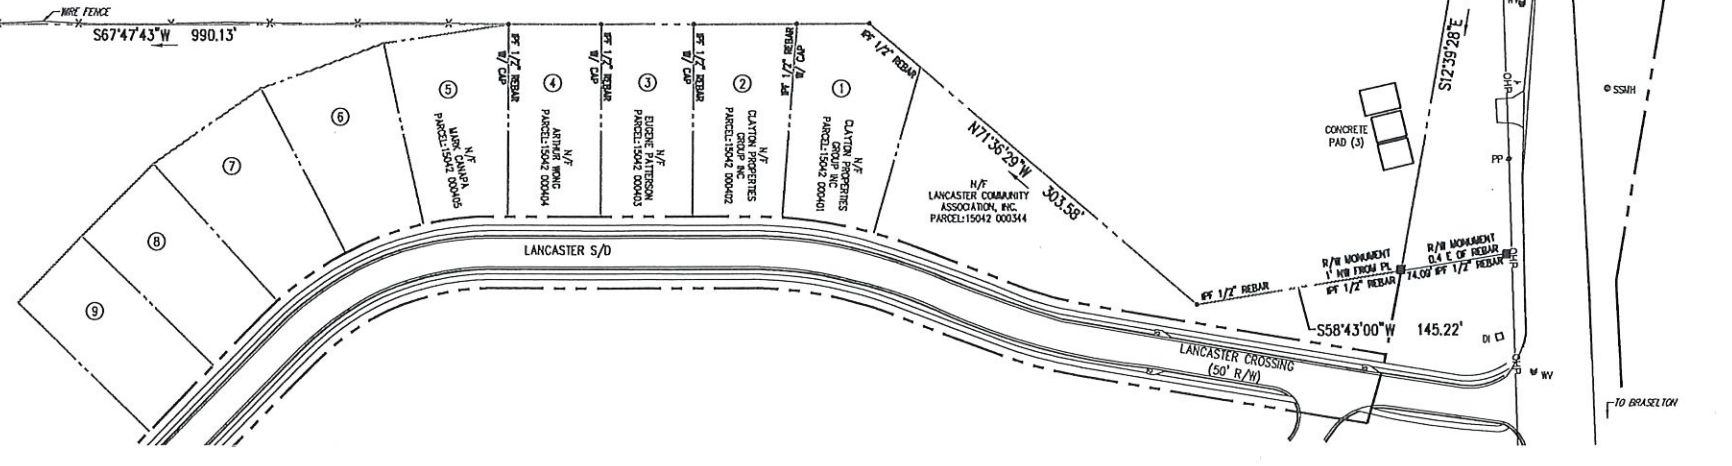 WIRE FENCE
S67°47'43"W 990.13'
IPF 1/2" REBAR
W/ CAP
IPF 1/2" REBAR
W/ CAP
IPF 1/2" REBAR
W/ CAP
IPF 1/2" REBAR
W/ CAP
IPF 1/2" REBAR
9
8
7
6
5
N/F
MARK CANAPA
PARCEL:15042 000405
4
N/F
ARTHUR WONG
PARCEL:15042 000404
3
N/F
EUGENE PATTERSON
PARCEL:15042 000403
2
N/F
CLAYTON PROPERTIES
GROUP INC
PARCEL:15042 000402
1
N/F
CLAYTON PROPERTIES
GROUP INC
PARCEL:15042 000401
N71°36'29"W 303.58'
N/F
LANCASTER COMMUNITY
ASSOCIATION, INC.
PARCEL:15042 000344
LANCASTER S/D
CONCRETE
PAD (3)
S12°39'28"E
OHP
PP
SSMH
R/W MONUMENT
1' NW FROM PL
R/W MONUMENT
0.4 E OF REBAR
IPF 1/2" REBAR
IPF 1/2" REBAR
74.09' IPF 1/2" REBAR
OHP
S58°43'00"W 145.22'
DI
LANCASTER CROSSING
(50' R/W)
OHP
WV
TO BRASELTON